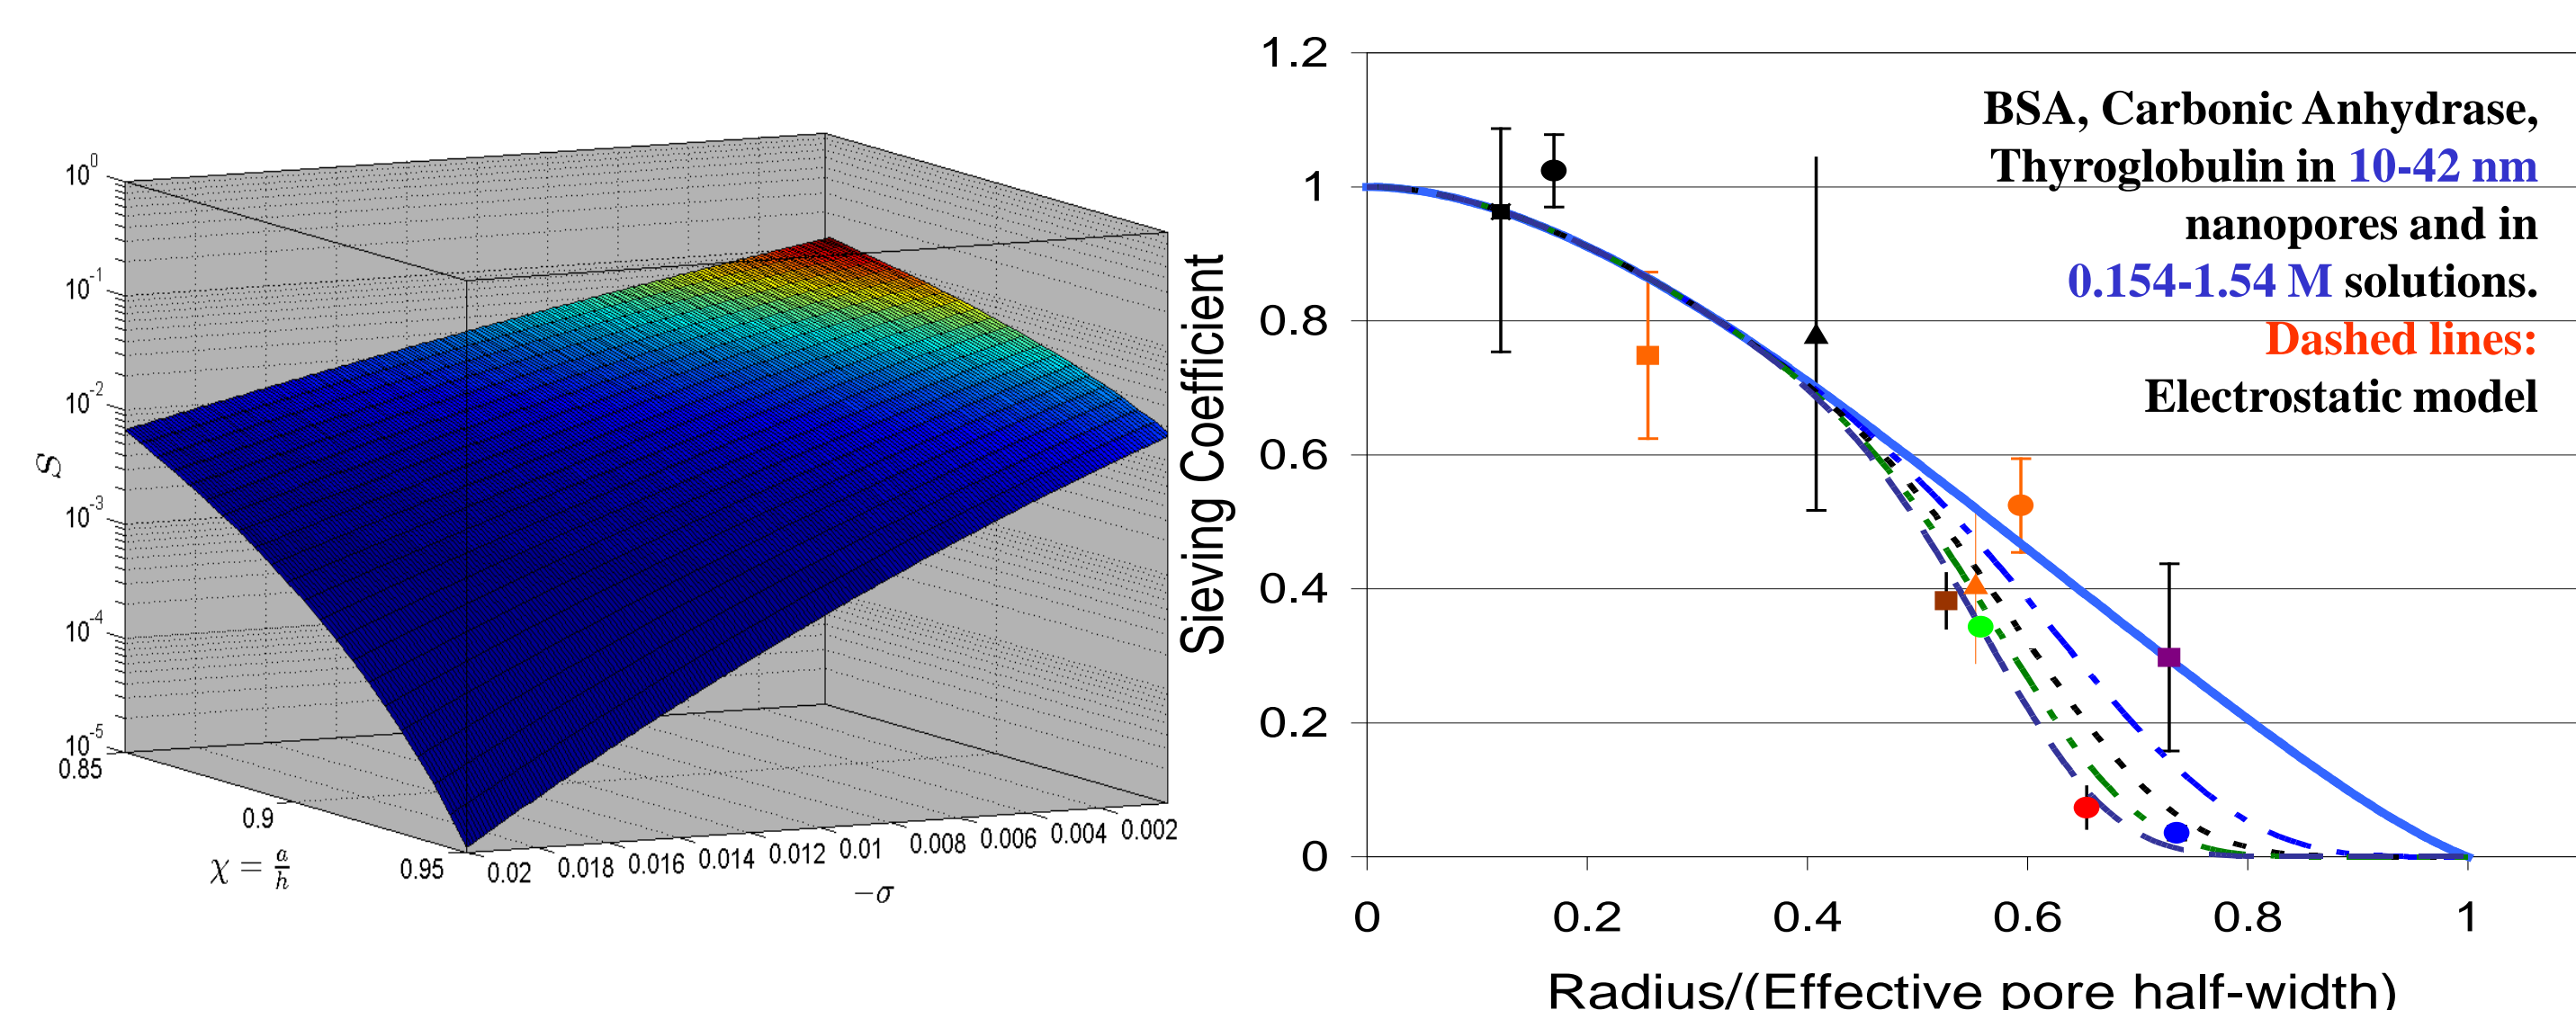 10^0
10^-1
10^-2
10^-3
10^-4
10^-5
S
0.85
0.9
0.95
χ = a/h
0.02
0.018
0.016
0.014
0.012
0.01
0.008
0.006
0.004
0.002
−σ
Sieving Coefficient
1.2
1
0.8
0.6
0.4
0.2
0
BSA, Carbonic Anhydrase,
Thyroglobulin in 10-42 nm
nanopores and in
0.154-1.54 M solutions.
Dashed lines:
Electrostatic model
0
0.2
0.4
0.6
0.8
1
Radius/(Effective pore half-width)